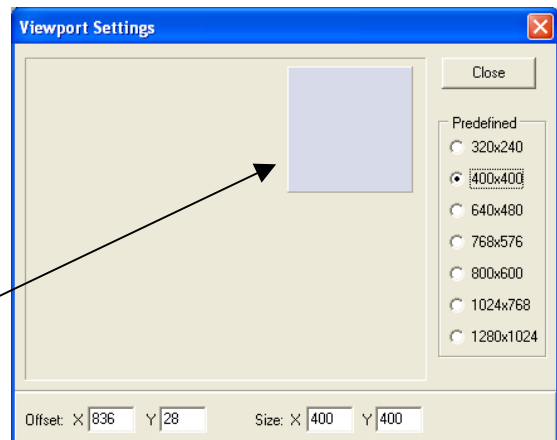 Viewport Settings
Close
Predefined
320x240
400x400
640x480
768x576
800x600
1024x768
1280x1024
Offset: X 836 Y 28 Size: X 400 Y 400